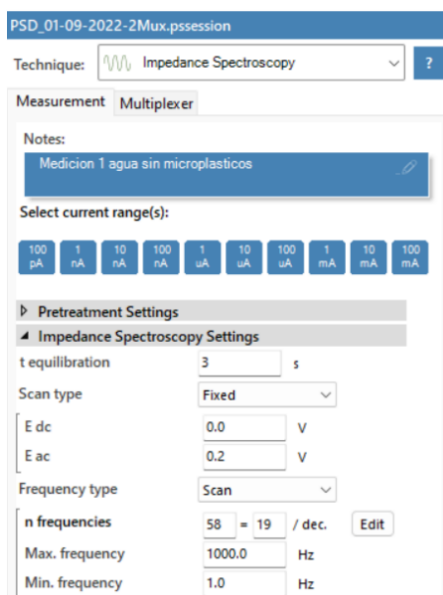 PSD_01-09-2022-2Mux.pssession
Technique: Impedance Spectroscopy ?
Measurement Multiplexer
Notes:
Medicion 1 agua sin microplasticos
Select current range(s):
100 1 10 100 1 10 100 1 10 100
pA nA nA nA uA uA uA mA mA mA
Pretreatment Settings
Impedance Spectroscopy Settings
t equilibration 3 s
Scan type Fixed
E dc 0.0 V
E ac 0.2 V
Frequency type Scan
n frequencies 58 = 19 / dec. Edit
Max. frequency 1000.0 Hz
Min. frequency 1.0 Hz